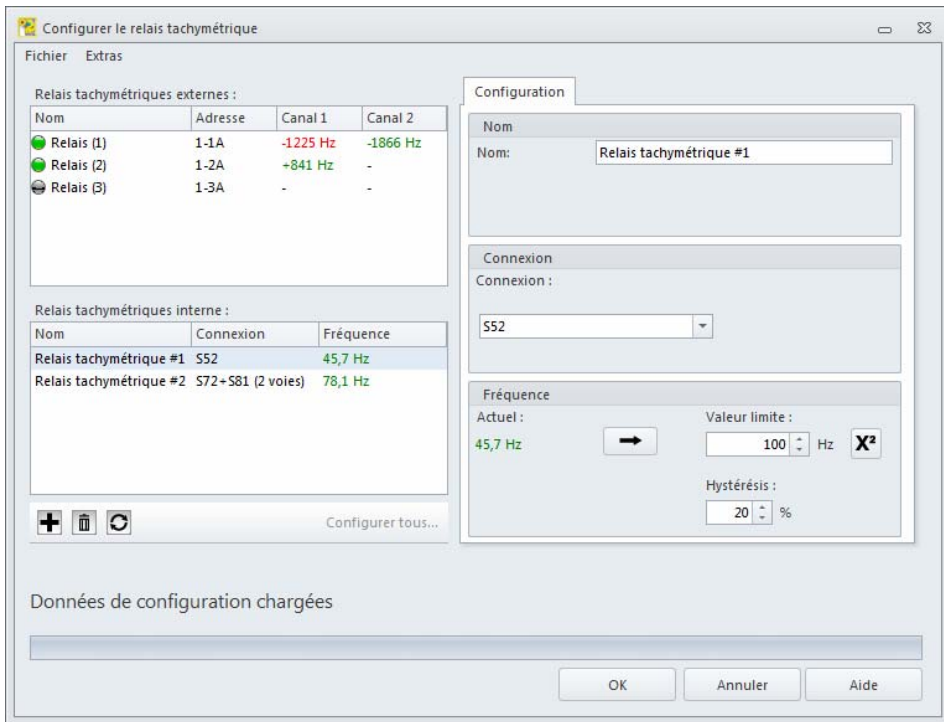 Configurer le relais tachymétrique
Fichier Extras
Relais tachymétriques externes :
Nom Adresse Canal 1 Canal 2
Relais (1) 1-1A -1225 Hz -1866 Hz
Relais (2) 1-2A +841 Hz -
Relais (3) 1-3A - -
Relais tachymétriques interne :
Nom Connexion Fréquence
Relais tachymétrique #1 S52 45,7 Hz
Relais tachymétrique #2 S72+S81 (2 voies) 78,1 Hz
Configurer tous...
Configuration
Nom
Nom: Relais tachymétrique #1
Connexion
Connexion :
S52
Fréquence
Actuel : Valeur limite :
45,7 Hz 100 Hz X²
Hystérésis :
20 %
Données de configuration chargées
OK Annuler Aide